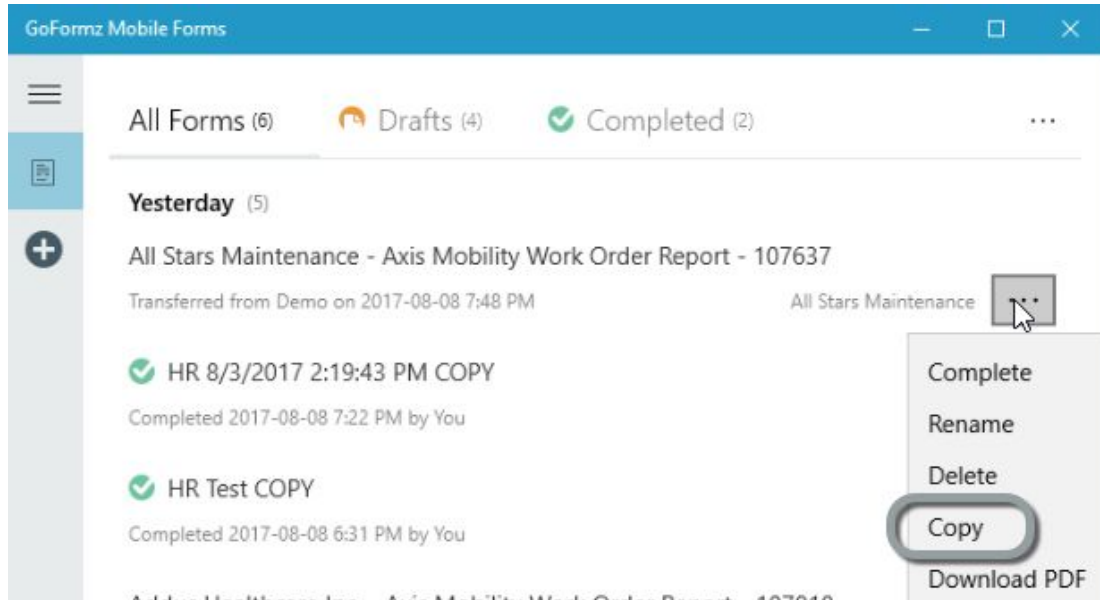 GoFormz Mobile Forms
All Forms (6) Drafts (4) Completed (2) ...
Yesterday (5)
All Stars Maintenance - Axis Mobility Work Order Report - 107637
Transferred from Demo on 2017-08-08 7:48 PM All Stars Maintenance ...
HR 8/3/2017 2:19:43 PM COPY
Complete
Completed 2017-08-08 7:22 PM by You
Rename
HR Test COPY
Delete
Completed 2017-08-08 6:31 PM by You
Copy
Download PDF
Work Order Report